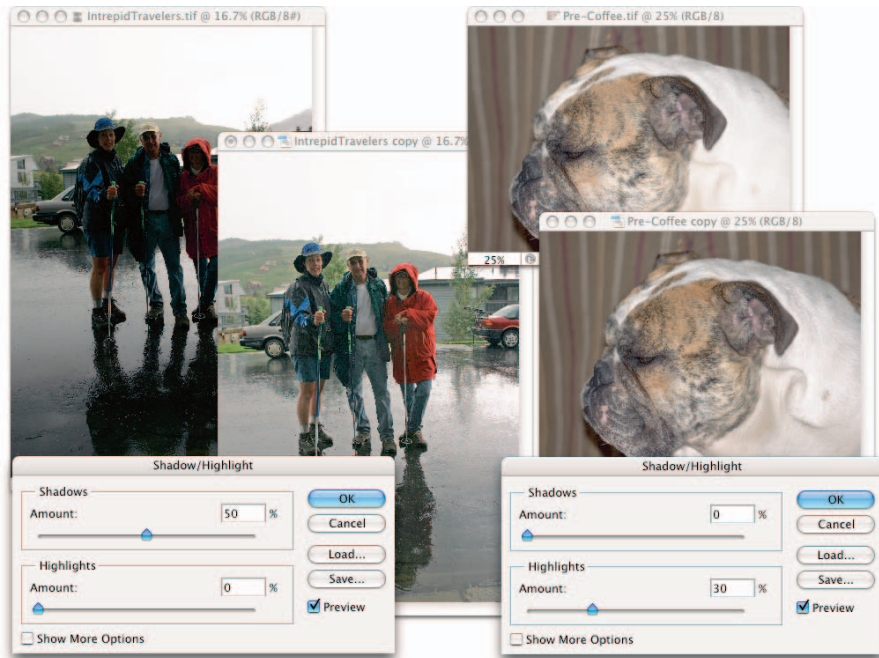 IntrepidTravelers.tif @ 16.7% (RGB/8#)
Pre-Coffee.tif @ 25% (RGB/8)
IntrepidTravelers copy @ 16.7%
Pre-Coffee copy @ 25% (RGB/8)
25%
Shadow/Highlight
Shadows
Amount: 50 %
Highlights
Amount: 0 %
Show More Options
OK
Cancel
Load...
Save...
Preview
Shadow/Highlight
Shadows
Amount: 0 %
Highlights
Amount: 30 %
Show More Options
OK
Cancel
Load...
Save...
Preview